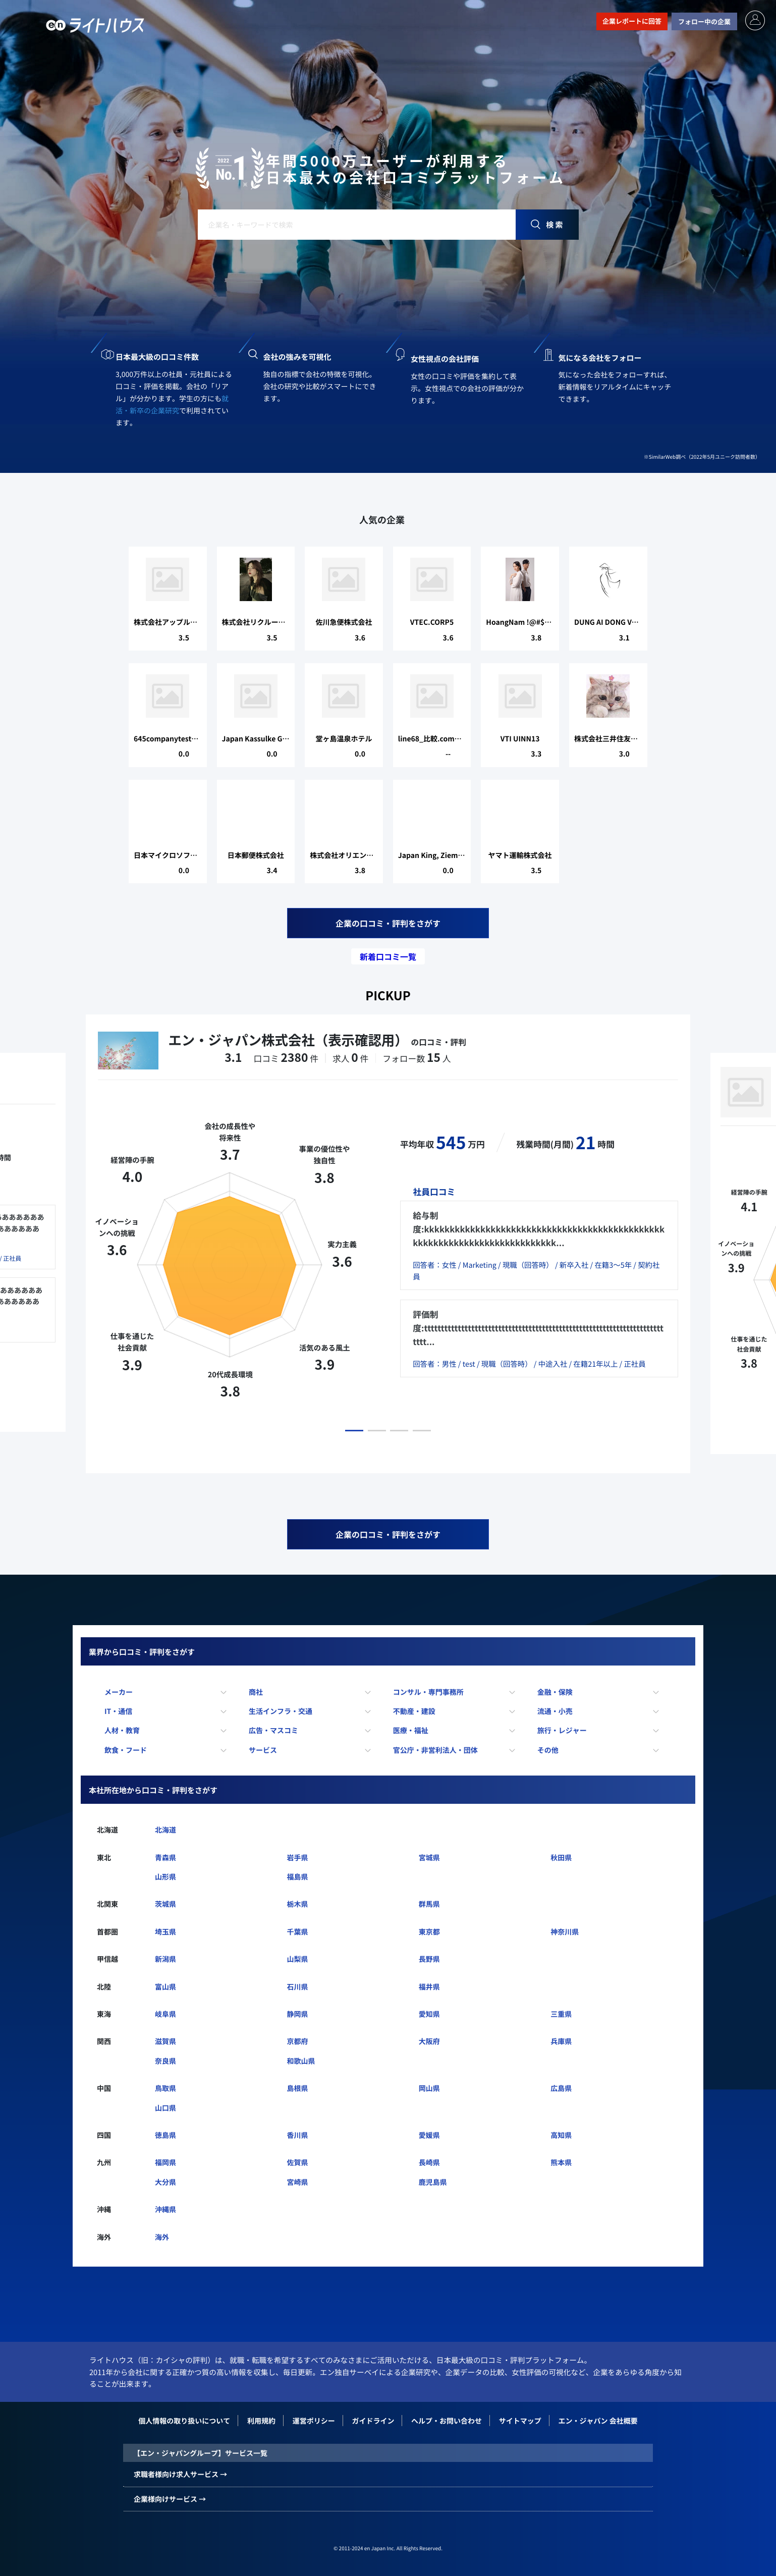 en ライトハウス
企業レポートに回答
フォロー中の企業
2022
No.1
年間5000万ユーザーが利用する
日本最大の会社口コミプラットフォーム
企業名・キーワードで検索
検索
日本最大級の口コミ件数
3,000万件以上の社員・元社員による
口コミ・評価を掲載。会社の「リア
ル」が分かります。学生の方にも就
活・新卒の企業研究で利用されてい
ます。
会社の強みを可視化
独自の指標で会社の特徴を可視化。
会社の研究や比較がスマートにでき
ます。
女性視点の会社評価
女性の口コミや評価を集約して表
示。女性視点での会社の評価が分か
ります。
気になる会社をフォロー
気になった会社をフォローすれば、
新着情報をリアルタイムにキャッチ
できます。
※SimilarWeb調べ（2022年5月ユニーク訪問者数）
人気の企業
株式会社アップル…
3.5
株式会社リクルー…
3.5
佐川急便株式会社
3.6
VTEC.CORP5
3.6
HoangNam !@#$…
3.8
DUNG AI DONG V…
3.1
645companytest…
0.0
Japan Kassulke G…
0.0
堂ヶ島温泉ホテル
0.0
line68_比較.com…
--
VTI UINN13
3.3
株式会社三井住友…
3.0
日本マイクロソフ…
0.0
日本郵便株式会社
3.4
株式会社オリエン…
3.8
Japan King, Ziem…
0.0
ヤマト運輸株式会社
3.5
企業の口コミ・評判をさがす
新着口コミ一覧
PICKUP
エン・ジャパン株式会社（表示確認用） の口コミ・評判
3.1 口コミ 2380 件 求人 0 件 フォロー数 15 人
会社の成長性や
将来性
3.7
事業の優位性や
独自性
3.8
実力主義
3.6
活気のある風土
3.9
20代成長環境
3.8
仕事を通じた
社会貢献
3.9
イノベーショ
ンへの挑戦
3.6
経営陣の手腕
4.0
平均年収 545 万円
残業時間(月間) 21 時間
社員口コミ
給与制
度:kkkkkkkkkkkkkkkkkkkkkkkkkkkkkkkkkkkkkkkkkkkkkkk
kkkkkkkkkkkkkkkkkkkkkkkkkkkk…
回答者：女性 / Marketing / 現職（回答時） / 新卒入社 / 在籍3～5年 / 契約社
員
評価制
度:ttttttttttttttttttttttttttttttttttttttttttttttttttttttttttttttttttttttt
tttt…
回答者：男性 / test / 現職（回答時） / 中途入社 / 在籍21年以上 / 正社員
時間
ああああああああ
ああああああ
/ 正社員
ああああああああ
ああああああ
経営陣の手腕
4.1
イノベーショ
ンへの挑戦
3.9
仕事を通じた
社会貢献
3.8
企業の口コミ・評判をさがす
業界から口コミ・評判をさがす
メーカー 商社 コンサル・専門事務所 金融・保険
IT・通信 生活インフラ・交通 不動産・建設 流通・小売
人材・教育 広告・マスコミ 医療・福祉 旅行・レジャー
飲食・フード サービス 官公庁・非営利法人・団体 その他
本社所在地から口コミ・評判をさがす
北海道 北海道
東北 青森県 岩手県 宮城県 秋田県
山形県 福島県
北関東 茨城県 栃木県 群馬県
首都圏 埼玉県 千葉県 東京都 神奈川県
甲信越 新潟県 山梨県 長野県
北陸 富山県 石川県 福井県
東海 岐阜県 静岡県 愛知県 三重県
関西 滋賀県 京都府 大阪府 兵庫県
奈良県 和歌山県
中国 鳥取県 島根県 岡山県 広島県
山口県
四国 徳島県 香川県 愛媛県 高知県
九州 福岡県 佐賀県 長崎県 熊本県
大分県 宮崎県 鹿児島県
沖縄 沖縄県
海外 海外
ライトハウス（旧：カイシャの評判）は、就職・転職を希望するすべてのみなさまにご活用いただける、日本最大級の口コミ・評判プラットフォーム。
2011年から会社に関する正確かつ質の高い情報を収集し、毎日更新。エン独自サーベイによる企業研究や、企業データの比較、女性評価の可視化など、企業をあらゆる角度から知
ることが出来ます。
個人情報の取り扱いについて 利用規約 運営ポリシー ガイドライン ヘルプ・お問い合わせ サイトマップ エン・ジャパン 会社概要
【エン・ジャパングループ】サービス一覧
求職者様向け求人サービス →
企業様向けサービス →
© 2011-2024 en Japan Inc. All Rights Reserved.